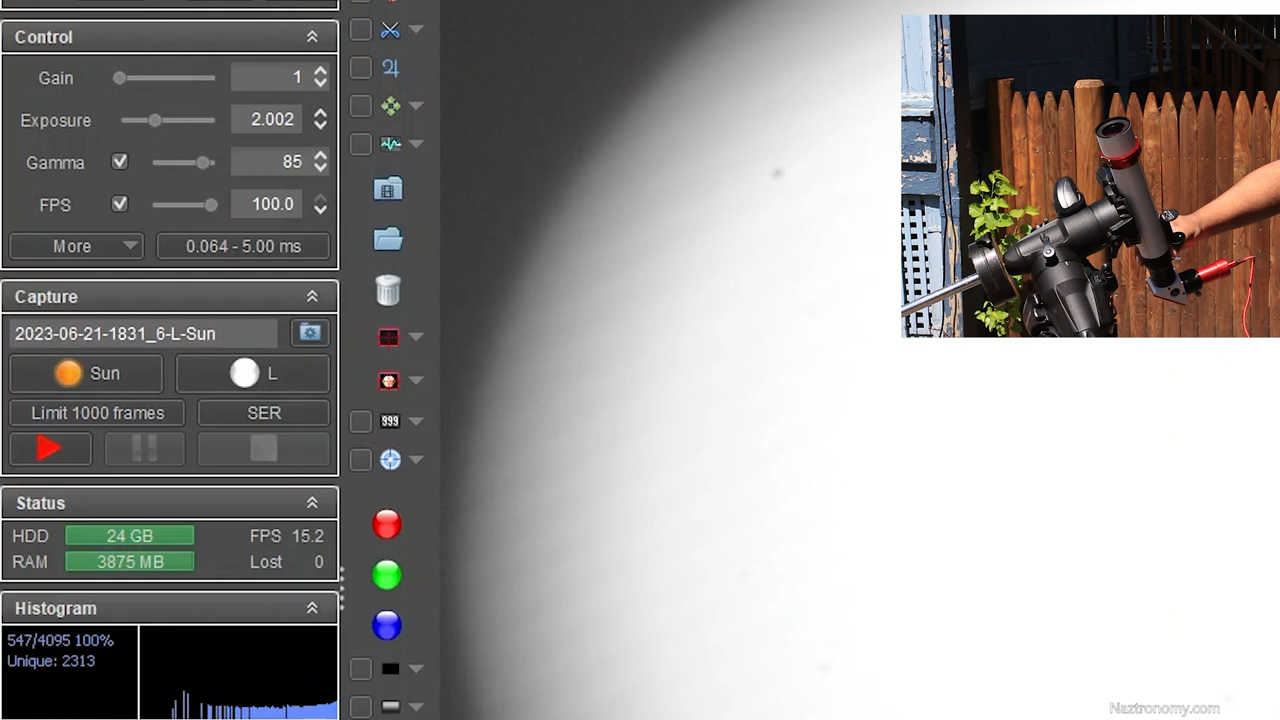 Control
Gain 1
Exposure 2.002
Gamma 85
FPS 100.0
More 0.064 - 5.00 ms
Capture
2023-06-21-1831_6-L-Sun
Sun L
Limit 1000 frames SER
999
Status
HDD 24 GB FPS 15.2
RAM 3875 MB Lost 0
Histogram
547/4095 100%
Unique: 2313
Naztronomy.com